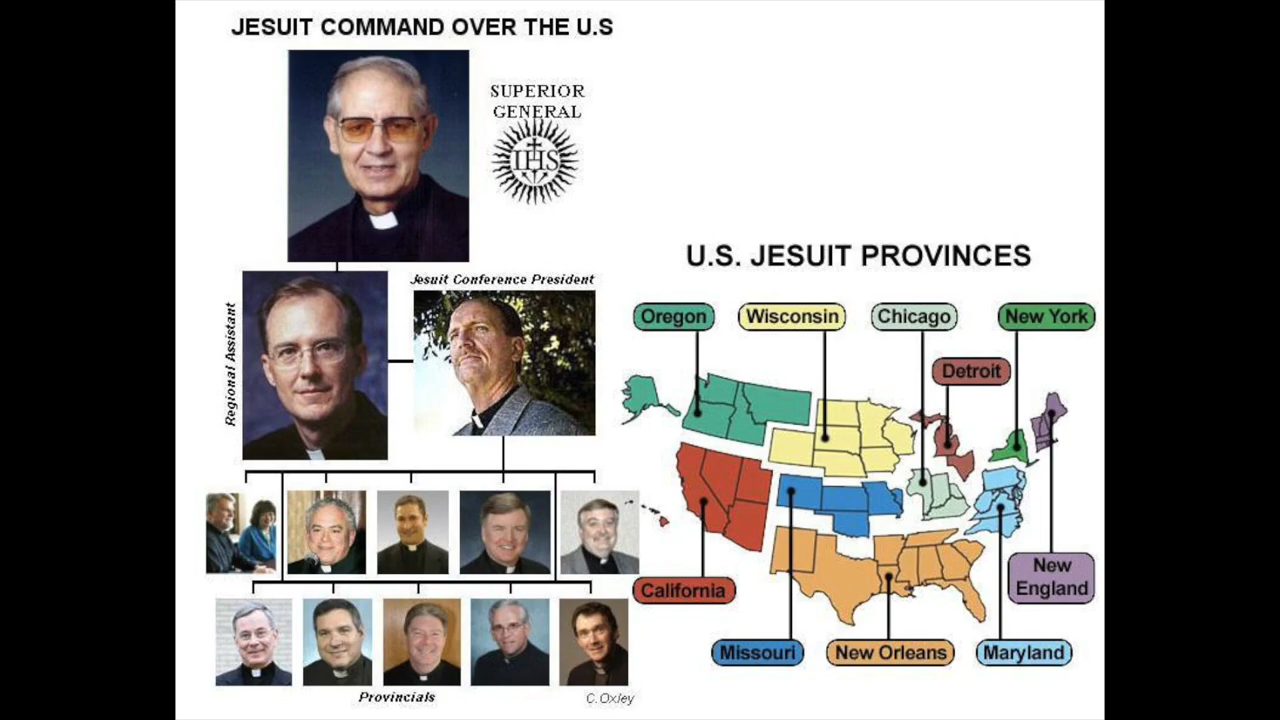 JESUIT COMMAND OVER THE U.S
SUPERIOR
GENERAL
IHS
Regional Assistant
Jesuit Conference President
Provincials
C.Oxley
U.S. JESUIT PROVINCES
Oregon
Wisconsin
Chicago
New York
Detroit
California
New
England
Missouri
New Orleans
Maryland